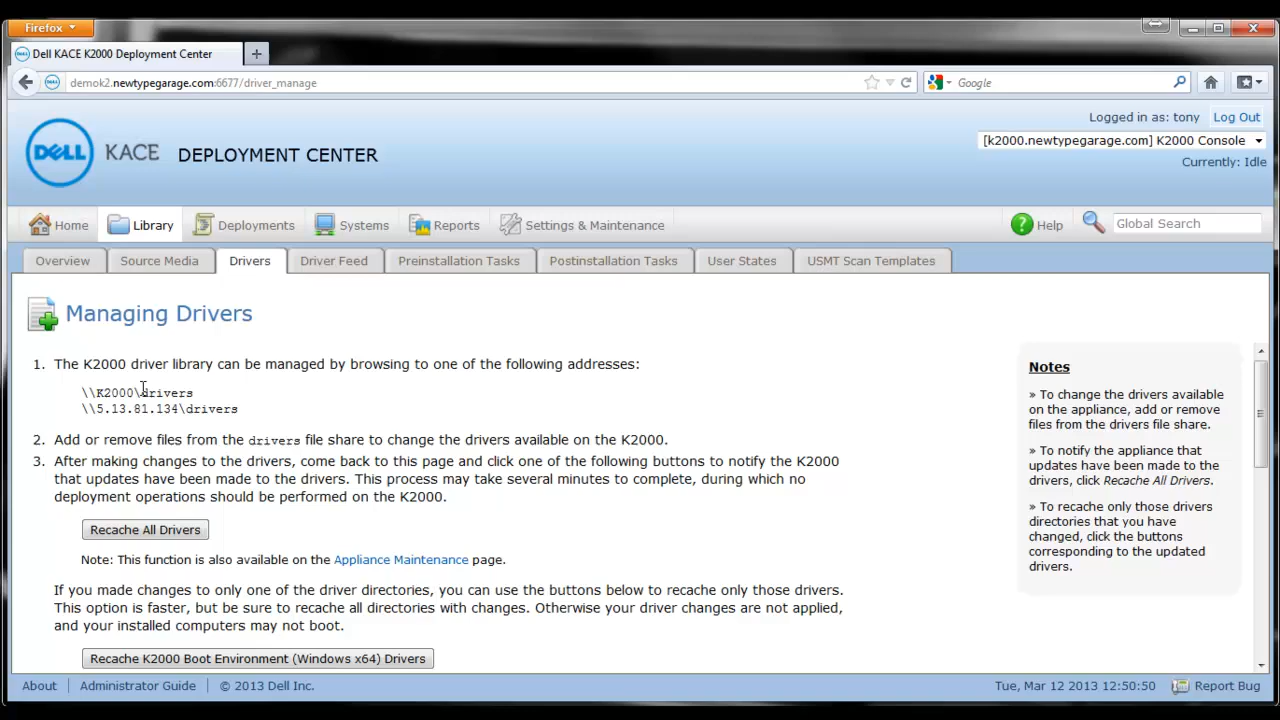 Firefox
Dell KACE K2000 Deployment Center
demok2.newtypegarage.com:6677/driver_manage
Google
Logged in as: tony Log Out
DELL KACE DEPLOYMENT CENTER
[k2000.newtypegarage.com] K2000 Console
Currently: Idle
Home Library Deployments Systems Reports Settings & Maintenance Help Global Search
Overview Source Media Drivers Driver Feed Preinstallation Tasks Postinstallation Tasks User States USMT Scan Templates
Managing Drivers
1. The K2000 driver library can be managed by browsing to one of the following addresses:
\\K2000\drivers
\\5.13.81.134\drivers
2. Add or remove files from the drivers file share to change the drivers available on the K2000.
3. After making changes to the drivers, come back to this page and click one of the following buttons to notify the K2000
that updates have been made to the drivers. This process may take several minutes to complete, during which no
deployment operations should be performed on the K2000.
Recache All Drivers
Note: This function is also available on the Appliance Maintenance page.
If you made changes to only one of the driver directories, you can use the buttons below to recache only those drivers.
This option is faster, but be sure to recache all directories with changes. Otherwise your driver changes are not applied,
and your installed computers may not boot.
Recache K2000 Boot Environment (Windows x64) Drivers
Notes
» To change the drivers available
on the appliance, add or remove
files from the drivers file share.
» To notify the appliance that
updates have been made to the
drivers, click Recache All Drivers.
» To recache only those drivers
directories that you have
changed, click the buttons
corresponding to the updated
drivers.
About Administrator Guide © 2013 Dell Inc. Tue, Mar 12 2013 12:50:50 Report Bug